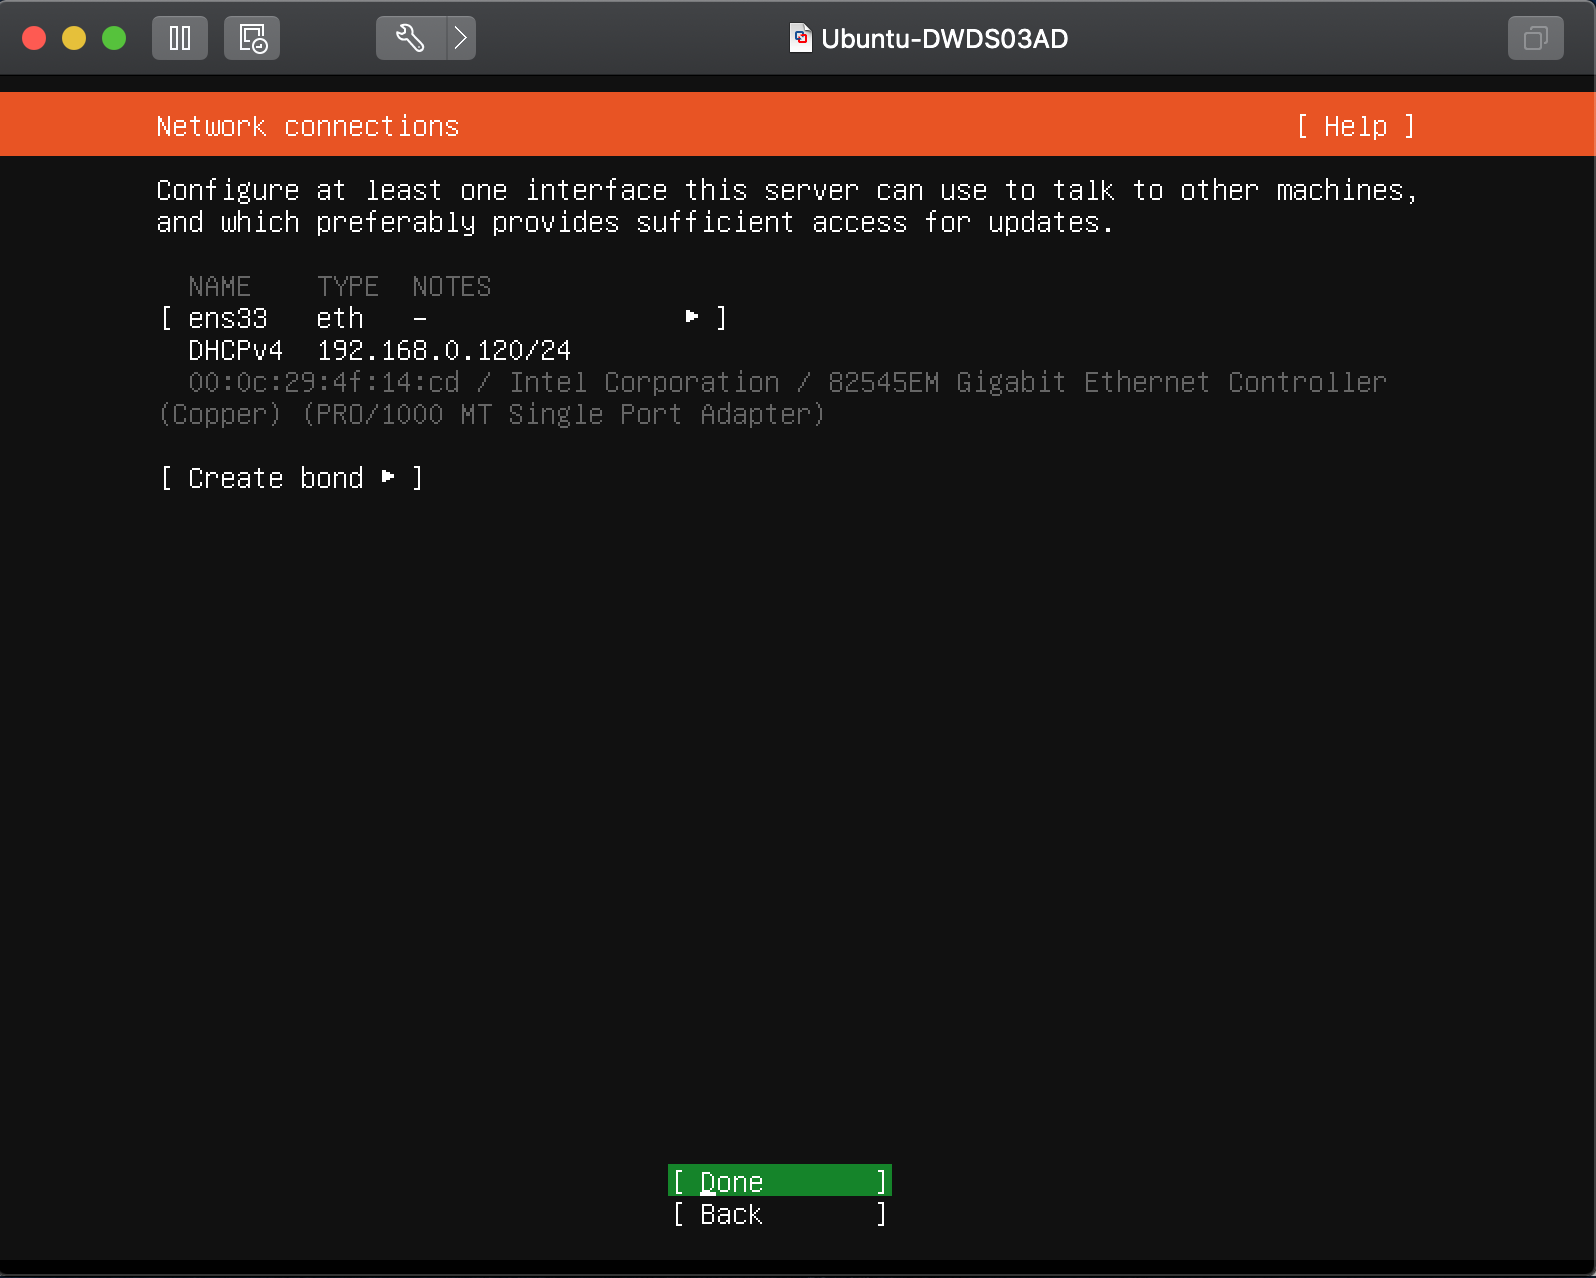 Ubuntu-DWDS03AD
Network connections [ Help ]
Configure at least one interface this server can use to talk to other machines,
and which preferably provides sufficient access for updates.
NAME TYPE NOTES
[ ens33 eth – ▸ ]
DHCPv4 192.168.0.120/24
00:0c:29:4f:14:cd / Intel Corporation / 82545EM Gigabit Ethernet Controller
(Copper) (PRO/1000 MT Single Port Adapter)
[ Create bond ▸ ]
[ Done ]
[ Back ]